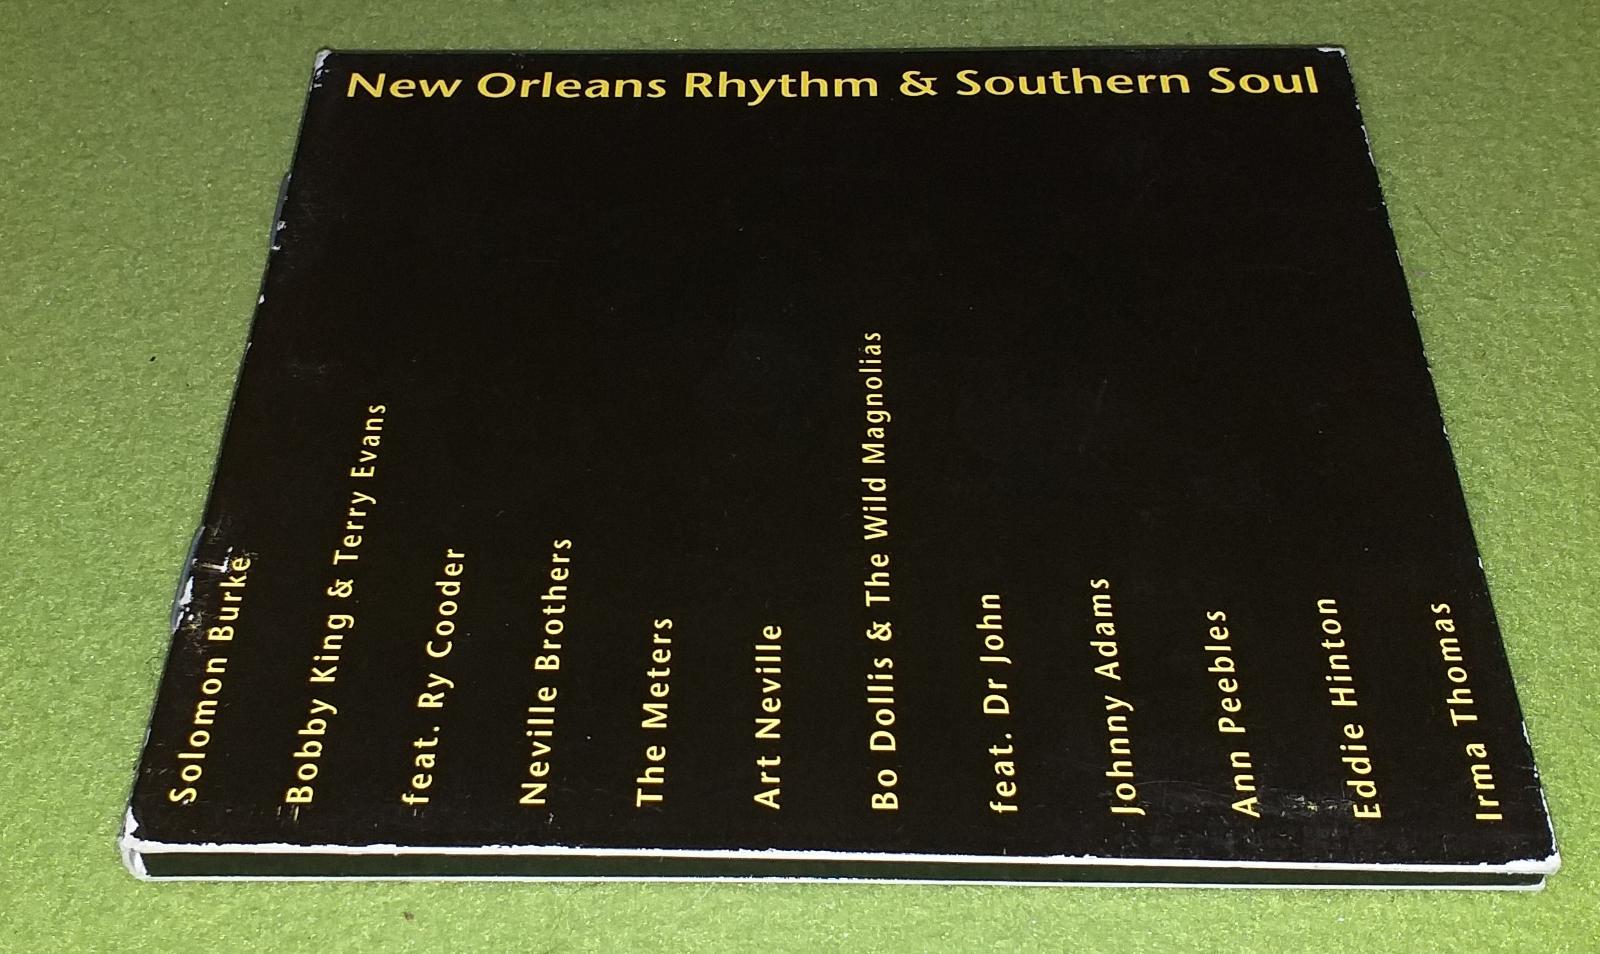 New Orleans Rhythm & Southern Soul
Solomon Burke
Bobby King & Terry Evans
feat. Ry Cooder
Neville Brothers
The Meters
Art Neville
Bo Dollis & The Wild Magnolias
feat. Dr John
Johnny Adams
Ann Peebles
Eddie Hinton
Irma Thomas